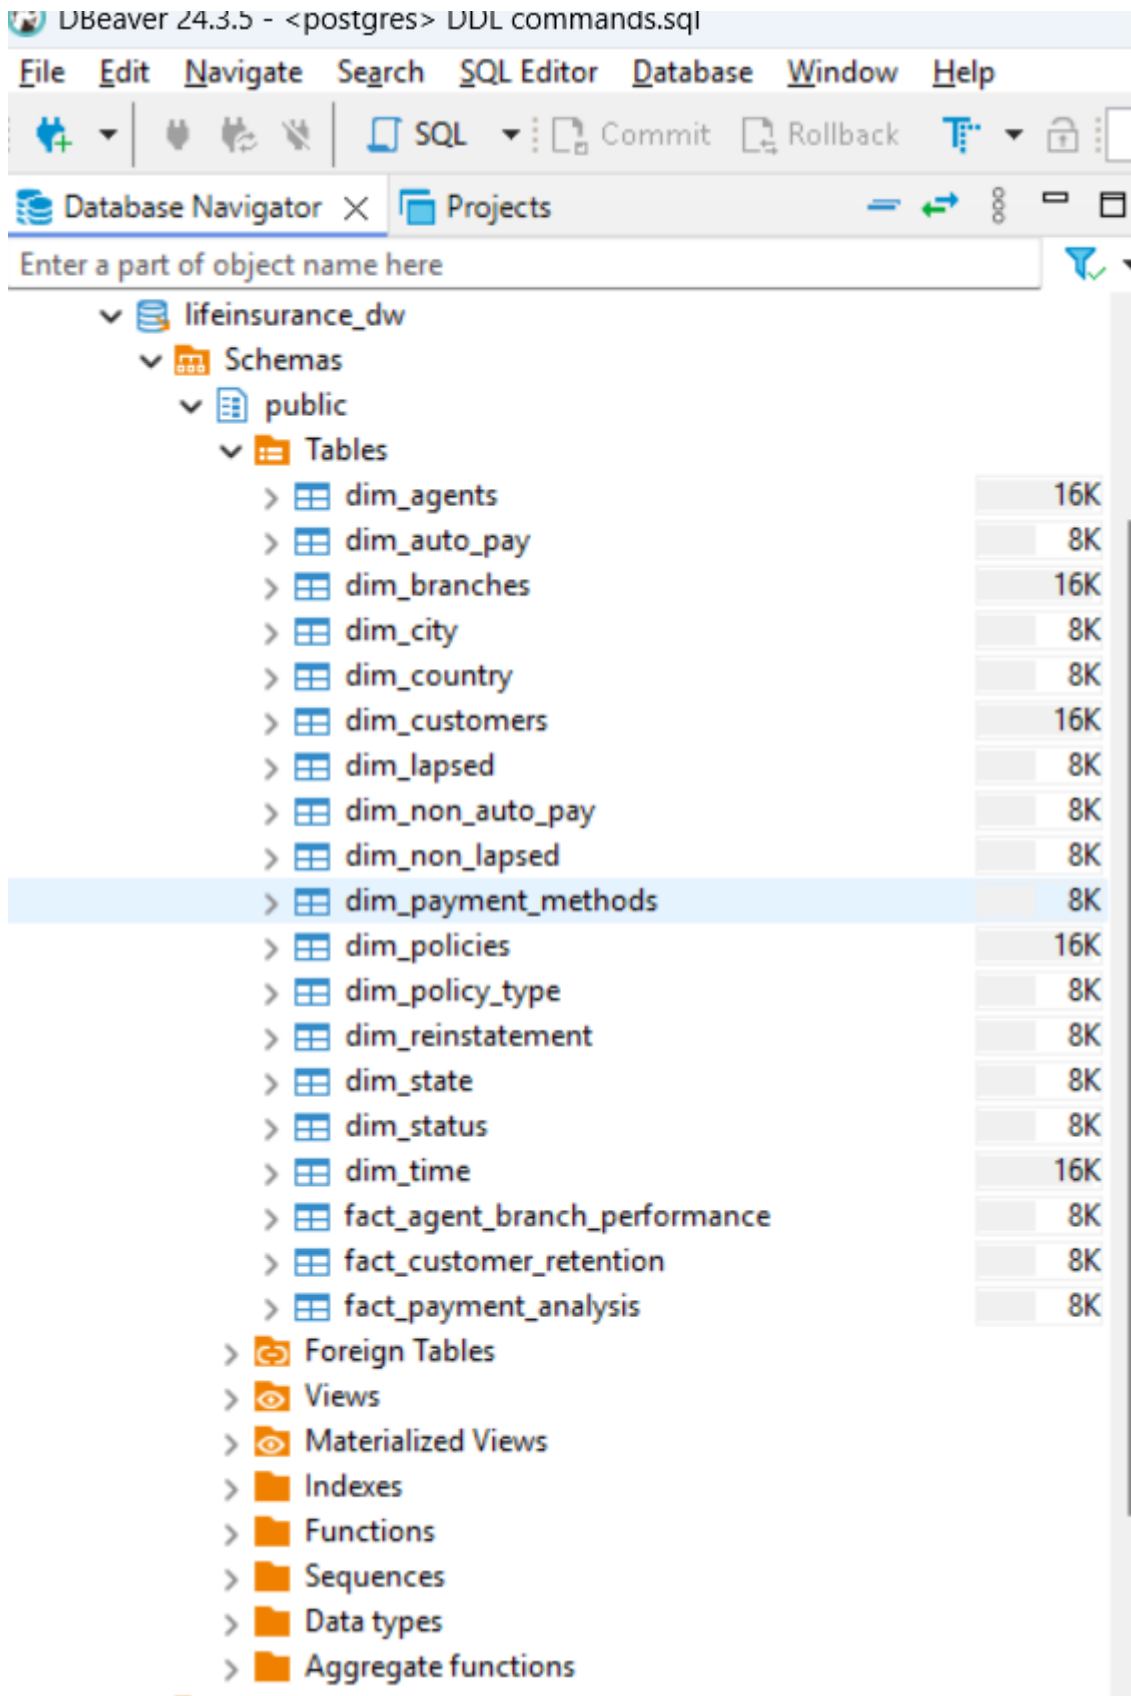 DBeaver 24.3.5 - <postgres> DDL commands.sql
File Edit Navigate Search SQL Editor Database Window Help
SQL Commit Rollback T
Database Navigator Projects
Enter a part of object name here
lifeinsurance_dw
Schemas
public
Tables
dim_agents 16K
dim_auto_pay 8K
dim_branches 16K
dim_city 8K
dim_country 8K
dim_customers 16K
dim_lapsed 8K
dim_non_auto_pay 8K
dim_non_lapsed 8K
dim_payment_methods 8K
dim_policies 16K
dim_policy_type 8K
dim_reinstatement 8K
dim_state 8K
dim_status 8K
dim_time 16K
fact_agent_branch_performance 8K
fact_customer_retention 8K
fact_payment_analysis 8K
Foreign Tables
Views
Materialized Views
Indexes
Functions
Sequences
Data types
Aggregate functions